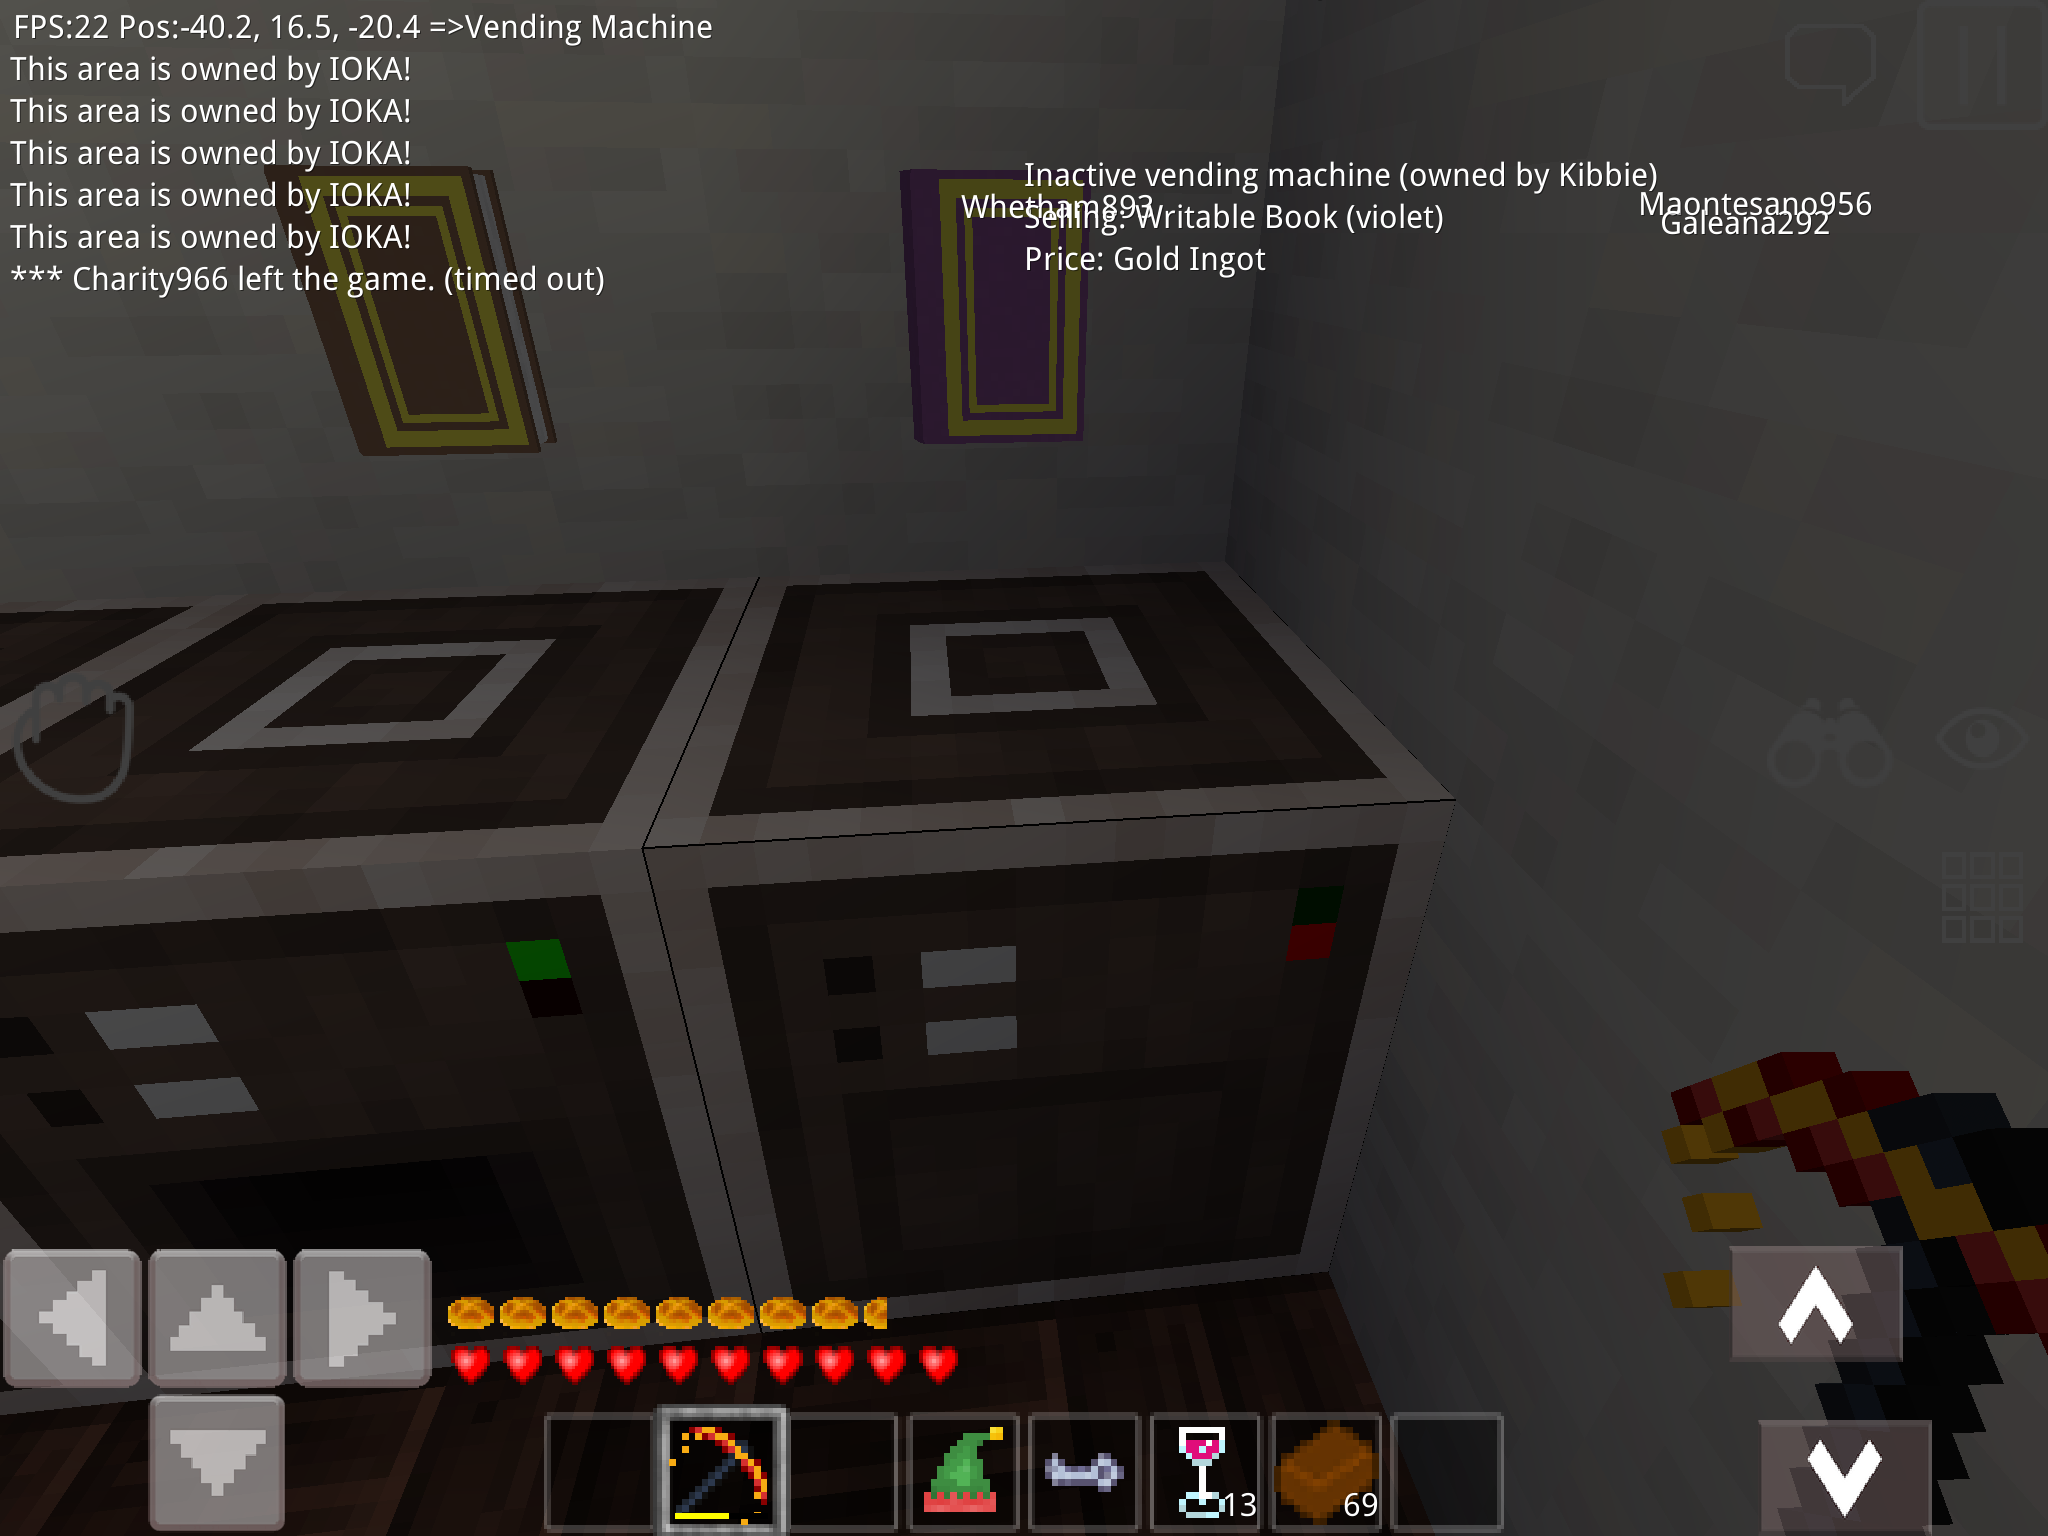 FPS:22 Pos:-40.2, 16.5, -20.4 =>Vending Machine
This area is owned by IOKA!
This area is owned by IOKA!
This area is owned by IOKA!
This area is owned by IOKA!
This area is owned by IOKA!
*** Charity966 left the game. (timed out)
Inactive vending machine (owned by Kibbie)
Whetham893
Selling: Writable Book (violet)
Price: Gold Ingot
Maontesano956
Galeana292
13
69